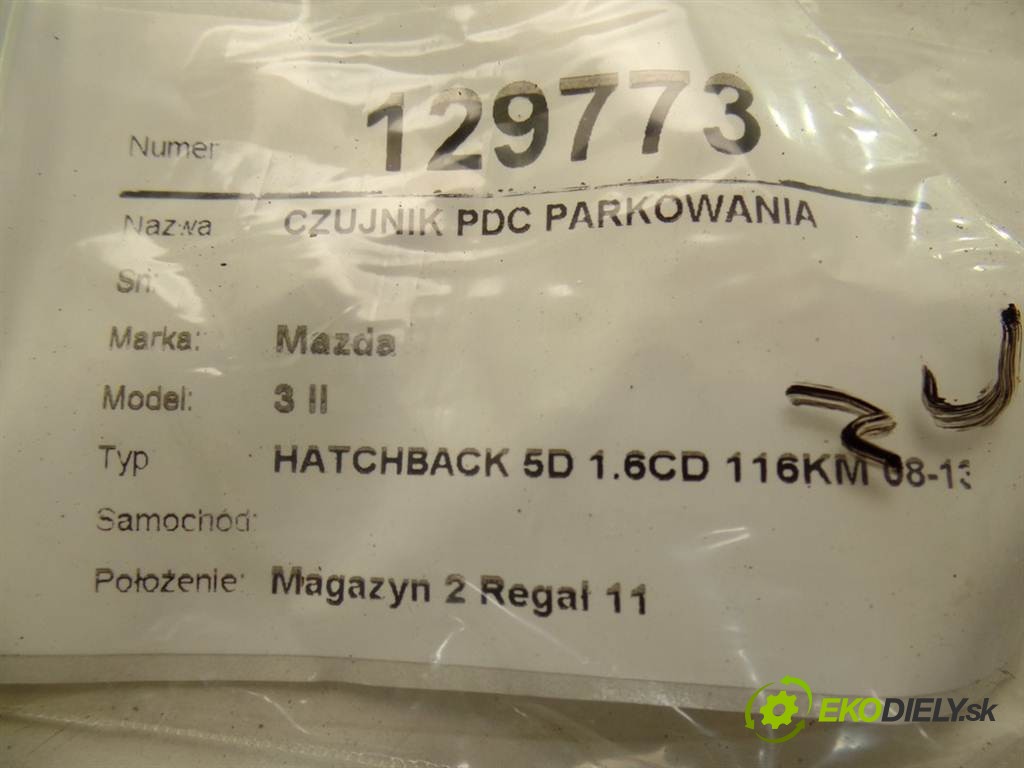 Numer 129773
Nazwa CZUJNIK PDC PARKOWANIA
Sn:
Marka: Mazda
Model: 3 II
Typ HATCHBACK 5D 1.6CD 116KM 08-13
Samochód:
Położenie: Magazyn 2 Regał 11
EKODIELY.sk